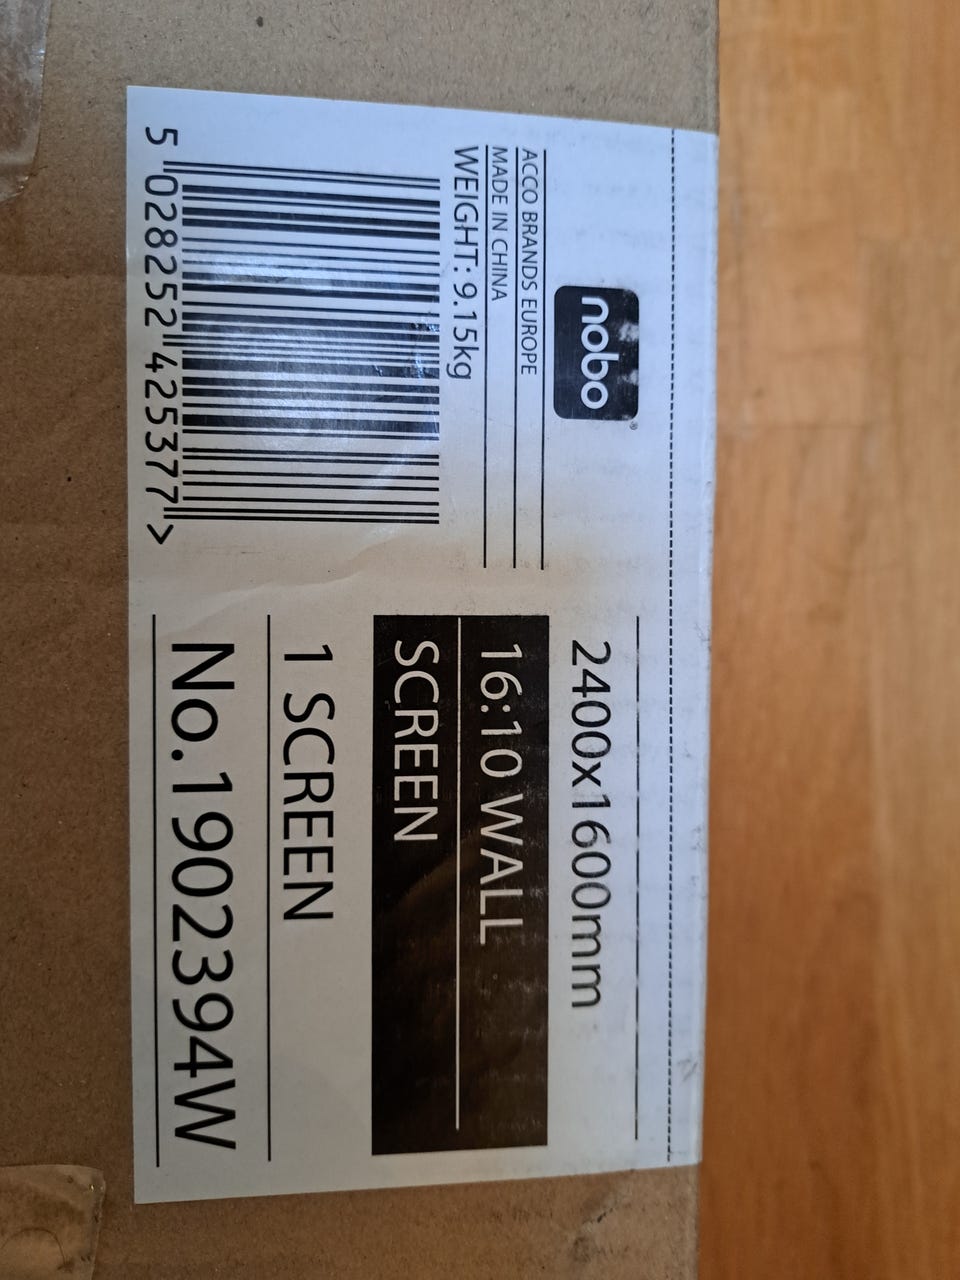 nobo®
ACCO BRANDS EUROPE
MADE IN CHINA
WEIGHT: 9.15kg
5 028252 425377 >
2400x1600mm
16:10 WALL
SCREEN
1 SCREEN
No.1902394W